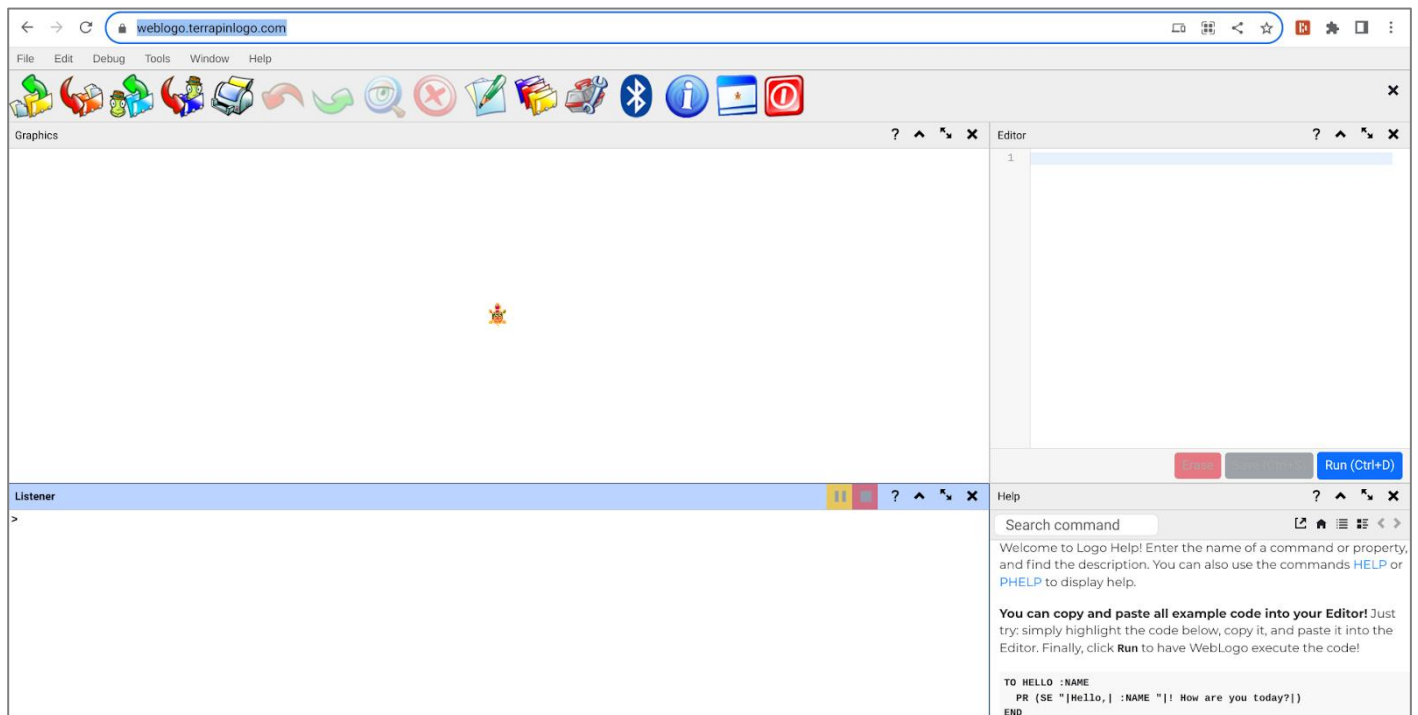 weblogo.terrapinlogo.com
File Edit Debug Tools Window Help
Graphics
?
Editor
?
1
Erase
Run (Ctrl+D)
Listener
?
>
Help
?
Search command
Welcome to Logo Help! Enter the name of a command or property,
and find the description. You can also use the commands HELP or
PHELP to display help.
You can copy and paste all example code into your Editor! Just
try: simply highlight the code below, copy it, and paste it into the
Editor. Finally, click Run to have WebLogo execute the code!
TO HELLO :NAME
PR (SE "|Hello,| :NAME "|! How are you today?|)
END